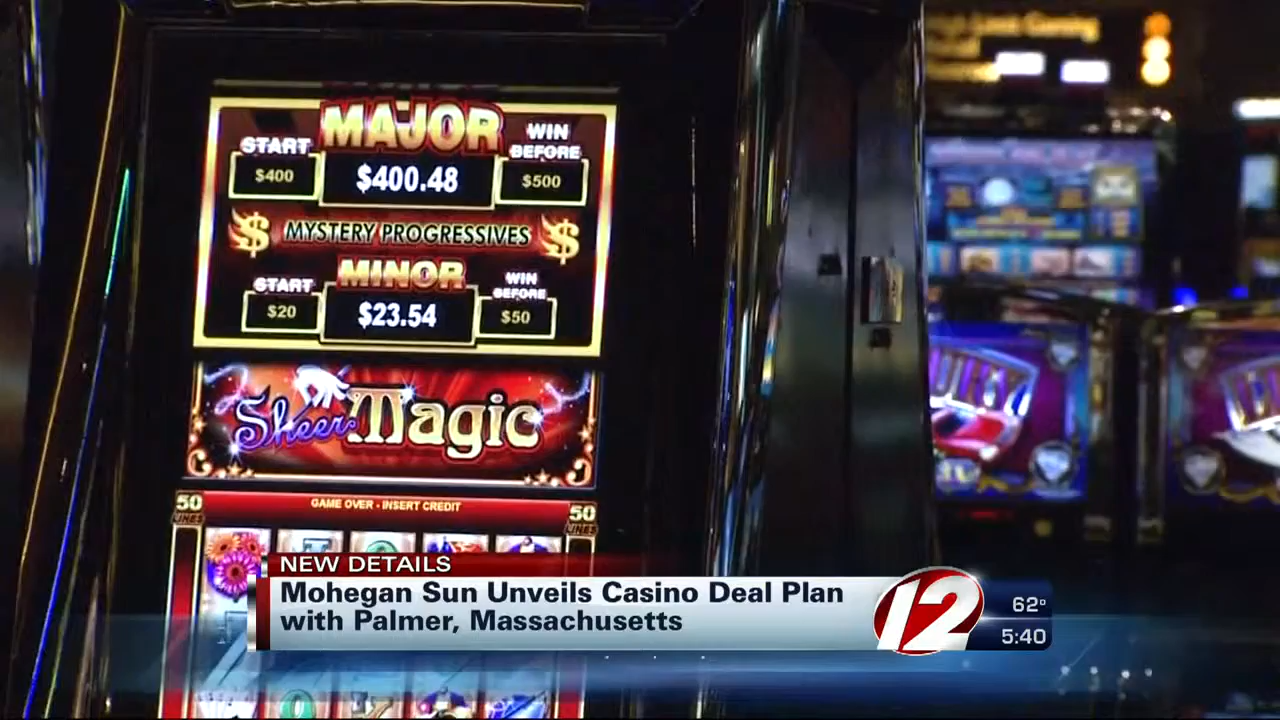 MAJOR
START
WIN
BEFORE
$400
$400.48
$500
MYSTERY PROGRESSIVES
MINOR
START
WIN
BEFORE
$20
$23.54
$50
Sheer Magic
50
LINES
GAME OVER - INSERT CREDIT
50
LINES
NEW DETAILS
Mohegan Sun Unveils Casino Deal Plan
with Palmer, Massachusetts
12
62°
5:40